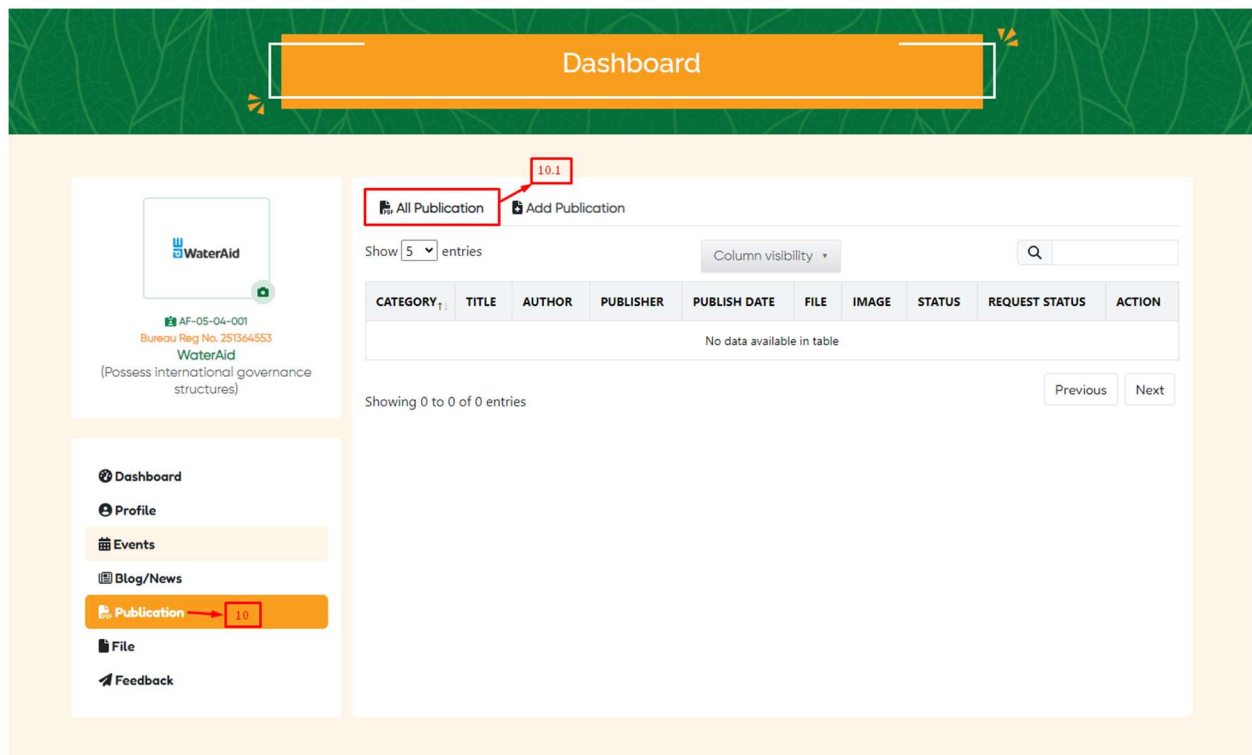 Dashboard
10.1
All Publication
Add Publication
Show 5 entries
Column visibility
CATEGORY TITLE AUTHOR PUBLISHER PUBLISH DATE FILE IMAGE STATUS REQUEST STATUS ACTION
No data available in table
Showing 0 to 0 of 0 entries
Previous Next
WaterAid
AF-05-04-001
Bureau Reg No. 251364553
WaterAid
(Possess international governance
structures)
Dashboard
Profile
Events
Blog/News
Publication 10
File
Feedback